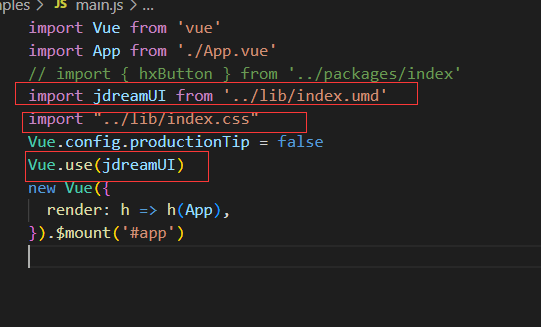 ples > JS main.js > ...
import Vue from 'vue'
import App from './App.vue'
// import { hxButton } from '../packages/index'
import jdreamUI from '../lib/index.umd'
import "../lib/index.css"
Vue.config.productionTip = false
Vue.use(jdreamUI)
new Vue({
  render: h => h(App),
}).$mount('#app')